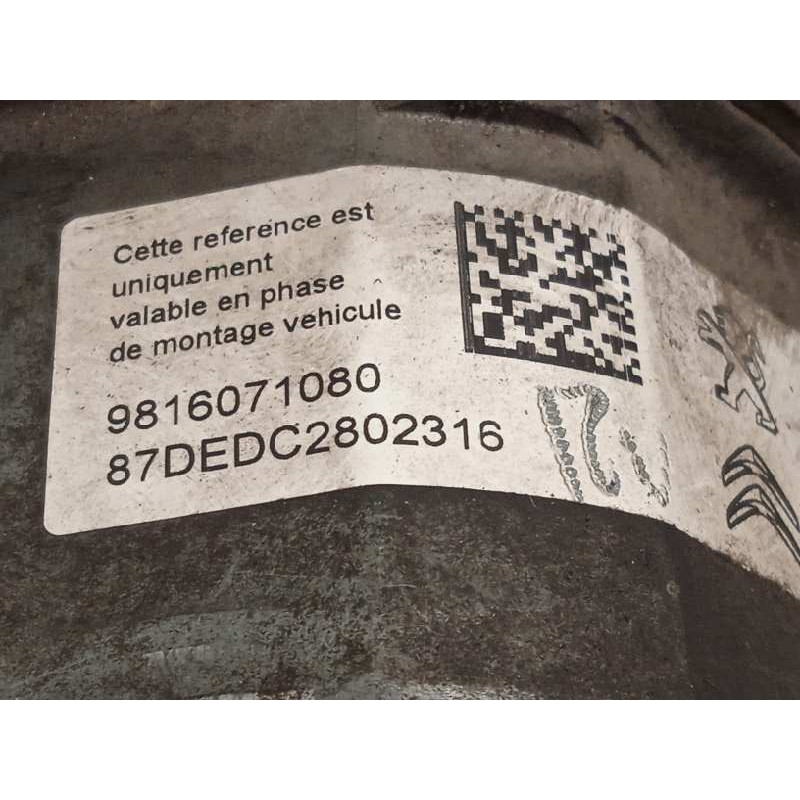 Cette reference est
uniquement
valable en phase
de montage vehicule
9816071080
87DEDC2802316